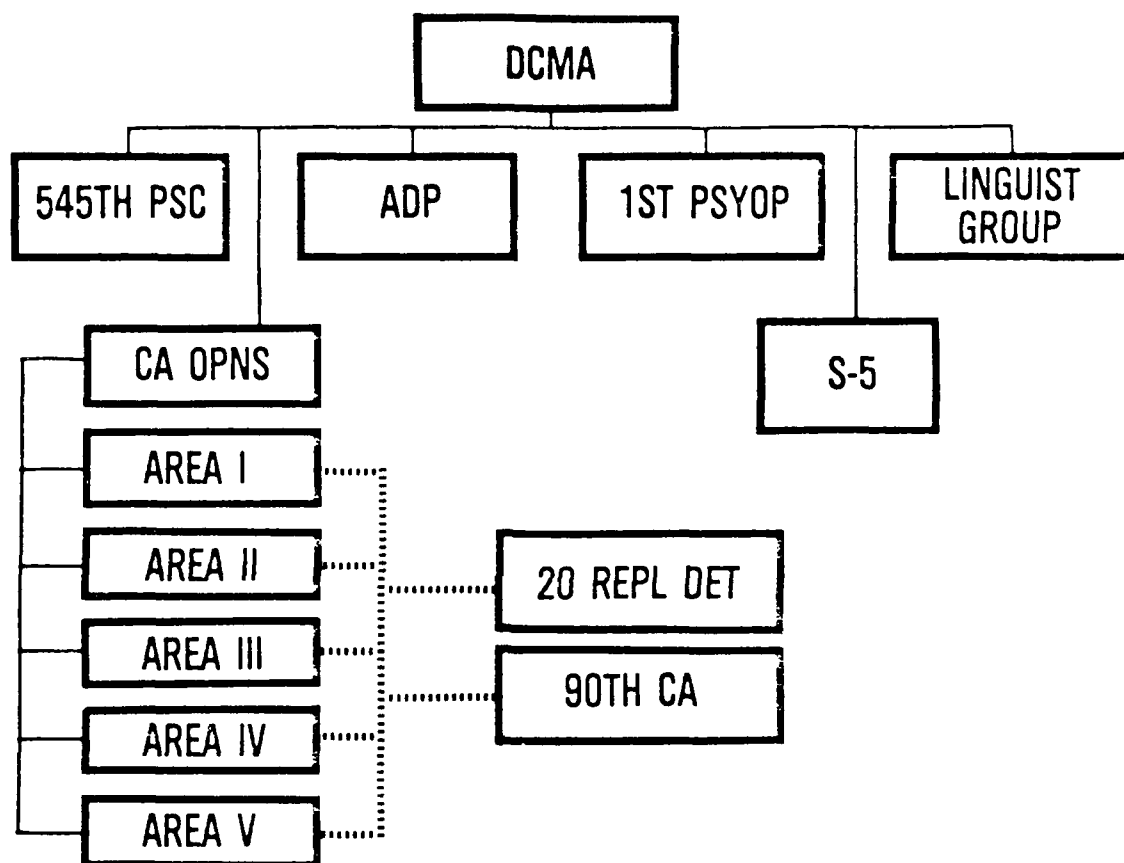 DCMA
545TH PSC
ADP
1ST PSYOP
LINGUIST
GROUP
CA OPNS
S-5
AREA I
AREA II
AREA III
AREA IV
AREA V
20 REPL DET
90TH CA